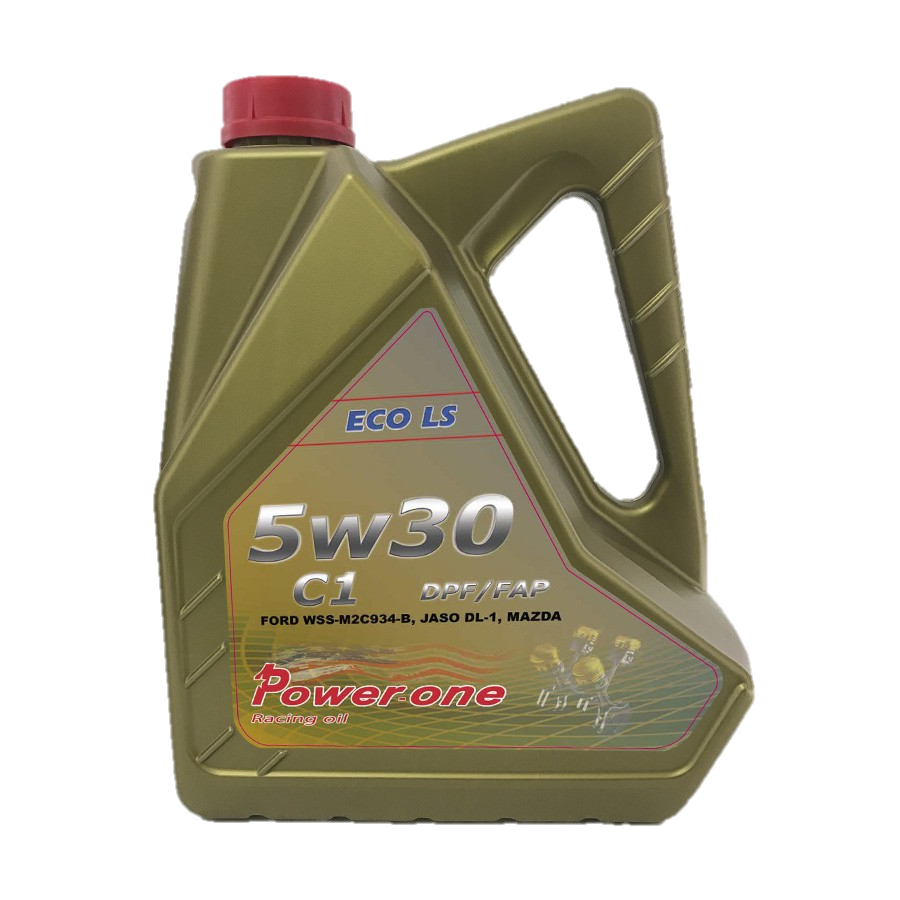 ECO LS
5w30
C1 DPF/FAP
FORD WSS-M2C934-B, JASO DL-1, MAZDA
Power-one
Racing oil